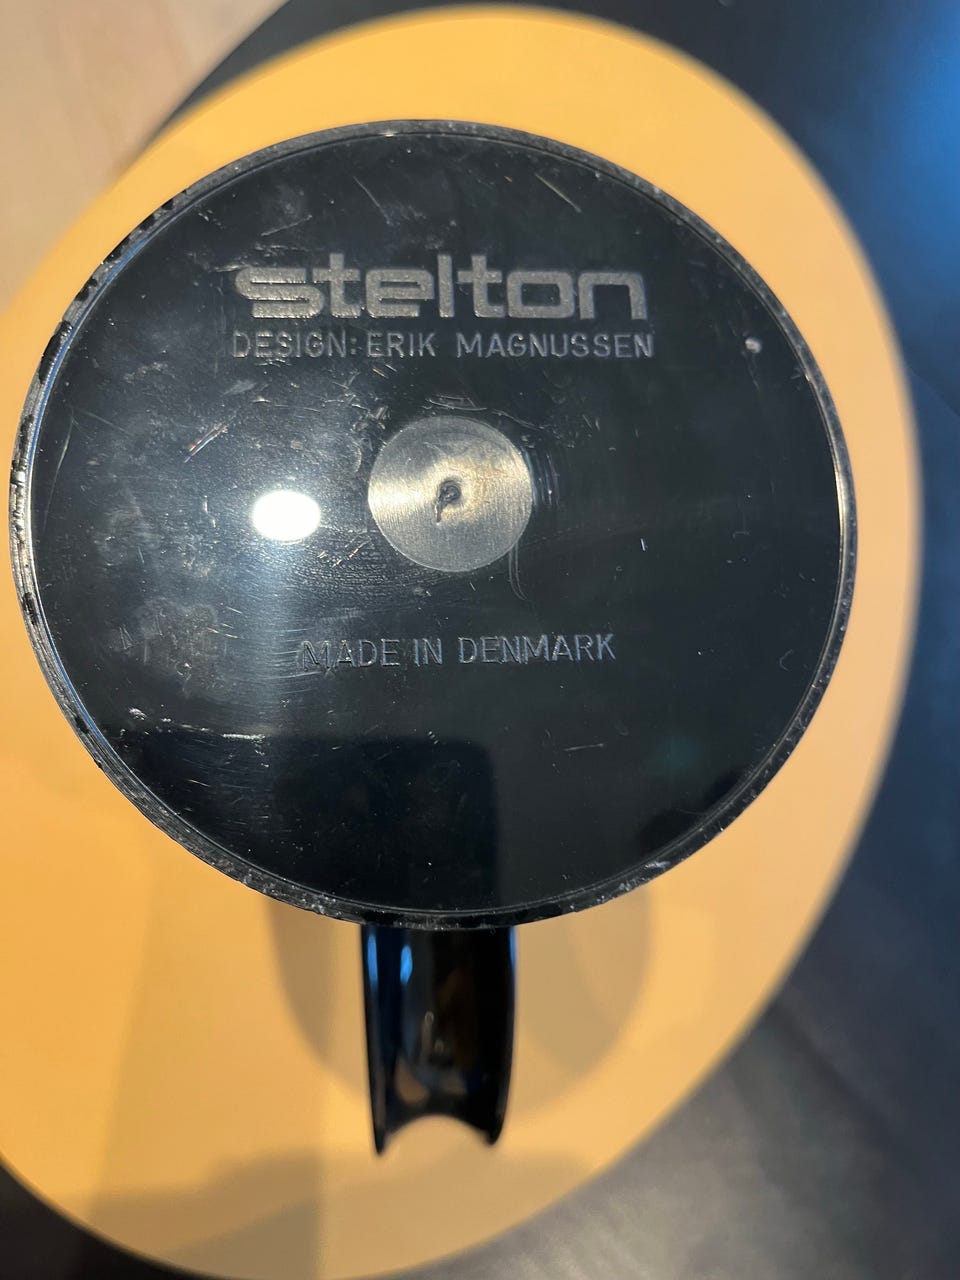 stelton
DESIGN: ERIK MAGNUSSEN
MADE IN DENMARK